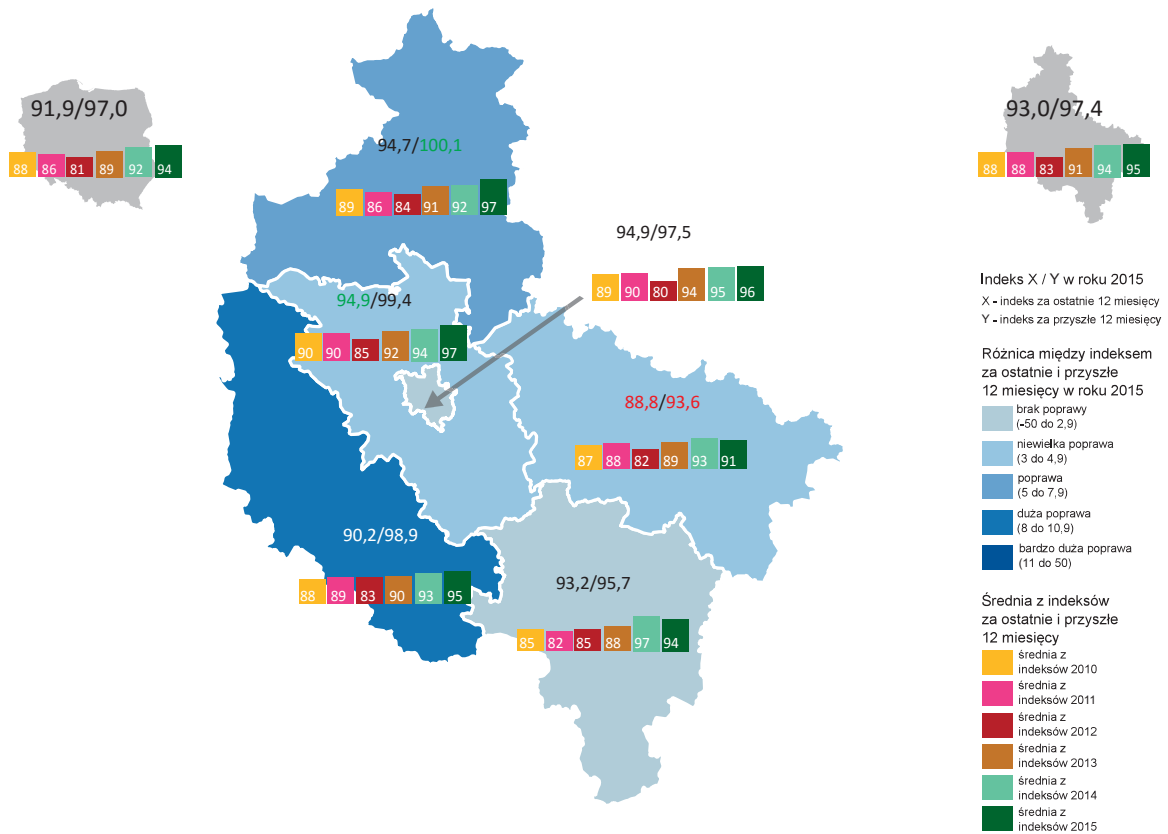 91,9/97,0
88 86 81 89 92 94
93,0/97,4
88 88 83 91 94 95
94,7/100,1
89 86 84 91 92 97
94,9/97,5
89 90 80 94 95 96
94,9/99,4
90 90 85 92 94 97
88,8/93,6
87 88 82 89 93 91
90,2/98,9
88 89 83 90 93 95
93,2/95,7
85 82 85 88 97 94
Indeks X / Y w roku 2015
X - indeks za ostatnie 12 miesięcy
Y - indeks za przyszłe 12 miesięcy
Różnica między indeksem
za ostatnie i przyszłe
12 miesięcy w roku 2015
brak poprawy
(-50 do 2,9)
niewielka poprawa
(3 do 4,9)
poprawa
(5 do 7,9)
duża poprawa
(8 do 10,9)
bardzo duża poprawa
(11 do 50)
Średnia z indeksów
za ostatnie i przyszłe
12 miesięcy
średnia z
indeksów 2010
średnia z
indeksów 2011
średnia z
indeksów 2012
średnia z
indeksów 2013
średnia z
indeksów 2014
średnia z
indeksów 2015